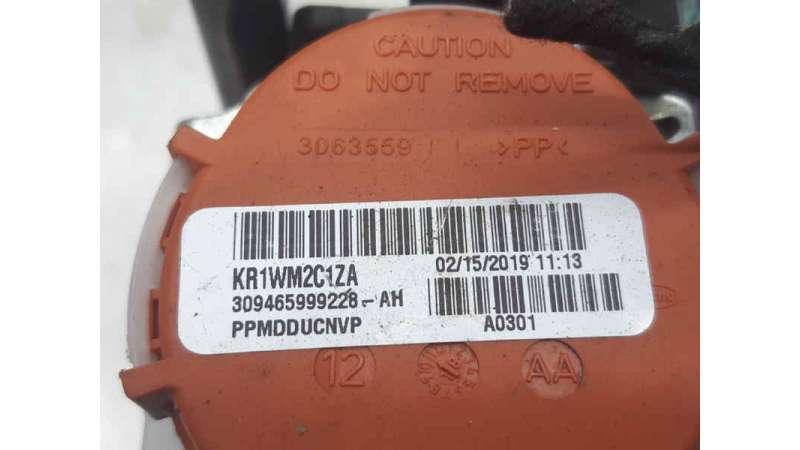 CAUTION
DO NOT REMOVE
3063559 >PP<
KR1WM2C1ZA 02/15/2019 11:13
309465999228-AH
PPMDDUCNVP A0301
12 AA